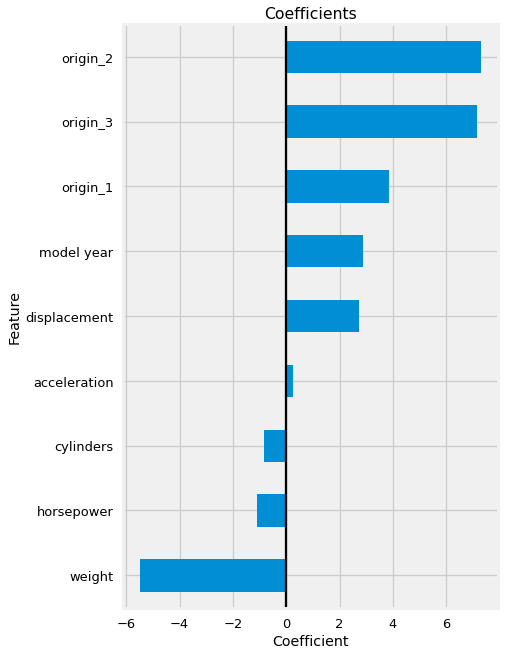 Coefficients
origin_2
origin_3
origin_1
model year
displacement
acceleration
cylinders
horsepower
weight
Feature
−6 −4 −2 0 2 4 6
Coefficient